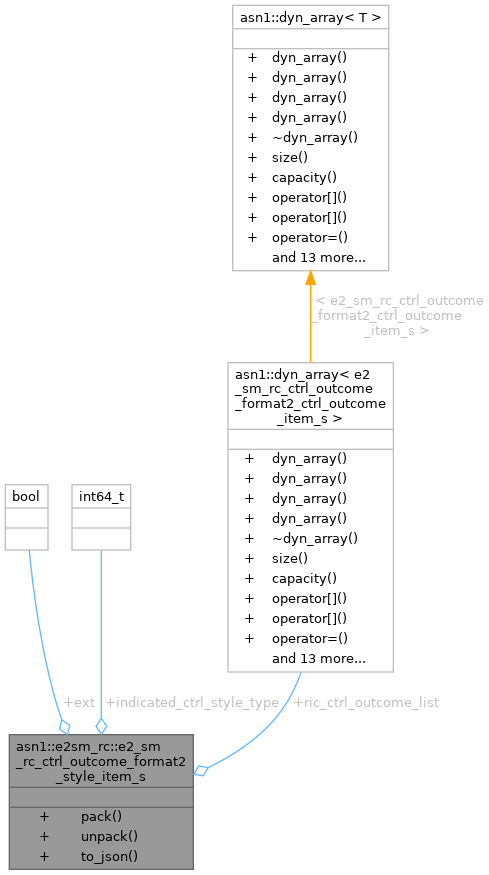 asn1::dyn_array< T >
+ dyn_array()
+ dyn_array()
+ dyn_array()
+ dyn_array()
+ ~dyn_array()
+ size()
+ capacity()
+ operator[]()
+ operator[]()
+ operator=()
and 13 more...
< e2_sm_rc_ctrl_outcome
_format2_ctrl_outcome
_item_s >
asn1::dyn_array< e2
_sm_rc_ctrl_outcome
_format2_ctrl_outcome
_item_s >
+ dyn_array()
+ dyn_array()
+ dyn_array()
+ dyn_array()
+ ~dyn_array()
+ size()
+ capacity()
+ operator[]()
+ operator[]()
+ operator=()
and 13 more...
bool
int64_t
+ext
+indicated_ctrl_style_type
+ric_ctrl_outcome_list
asn1::e2sm_rc::e2_sm
_rc_ctrl_outcome_format2
_style_item_s
+ pack()
+ unpack()
+ to_json()